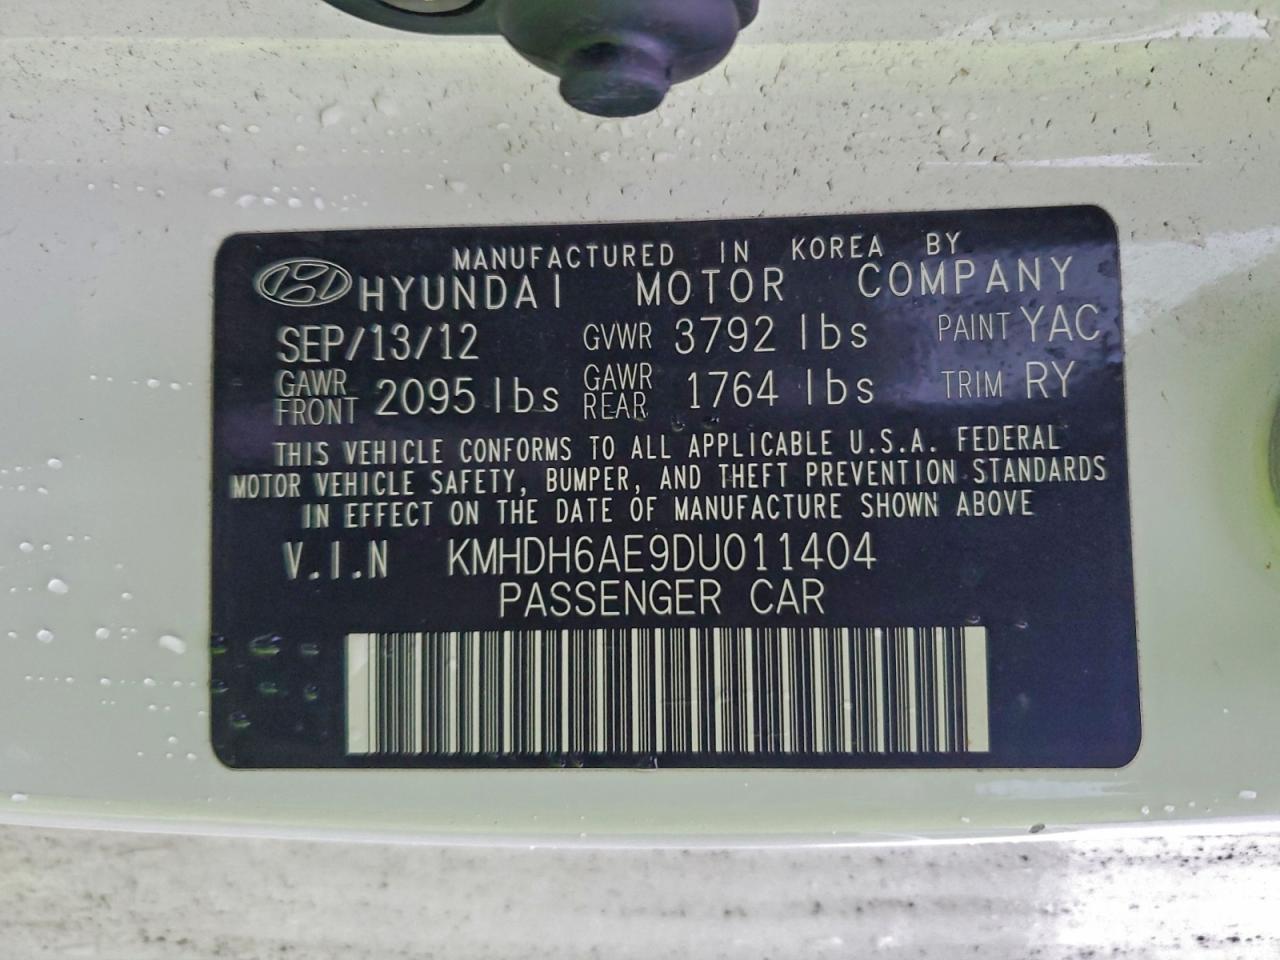 MANUFACTURED IN KOREA BY
HYUNDAI MOTOR COMPANY
SEP/13/12 GVWR 3792 lbs PAINT YAC
GAWR FRONT 2095 lbs GAWR REAR 1764 lbs TRIM RY
THIS VEHICLE CONFORMS TO ALL APPLICABLE U.S.A. FEDERAL
MOTOR VEHICLE SAFETY, BUMPER, AND THEFT PREVENTION STANDARDS
IN EFFECT ON THE DATE OF MANUFACTURE SHOWN ABOVE
V.I.N KMHDH6AE9DU011404
PASSENGER CAR